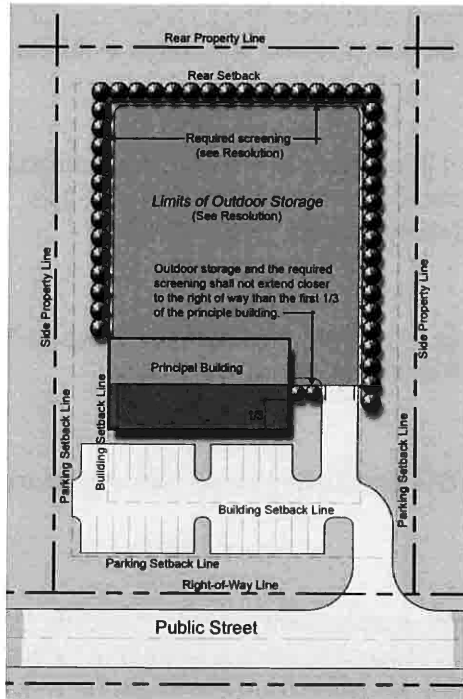 Rear Property Line
Rear Setback
Required screening
(see Resolution)
Limits of Outdoor Storage
(See Resolution)
Side Property Line
Side Property Line
Outdoor storage and the required
screening shall not extend closer
to the right of way than the first 1/3
of the principle building.
Principal Building
1/3
Parking Setback Line
Building Setback Line
Parking Setback Line
Building Setback Line
Parking Setback Line
Right-of-Way Line
Public Street